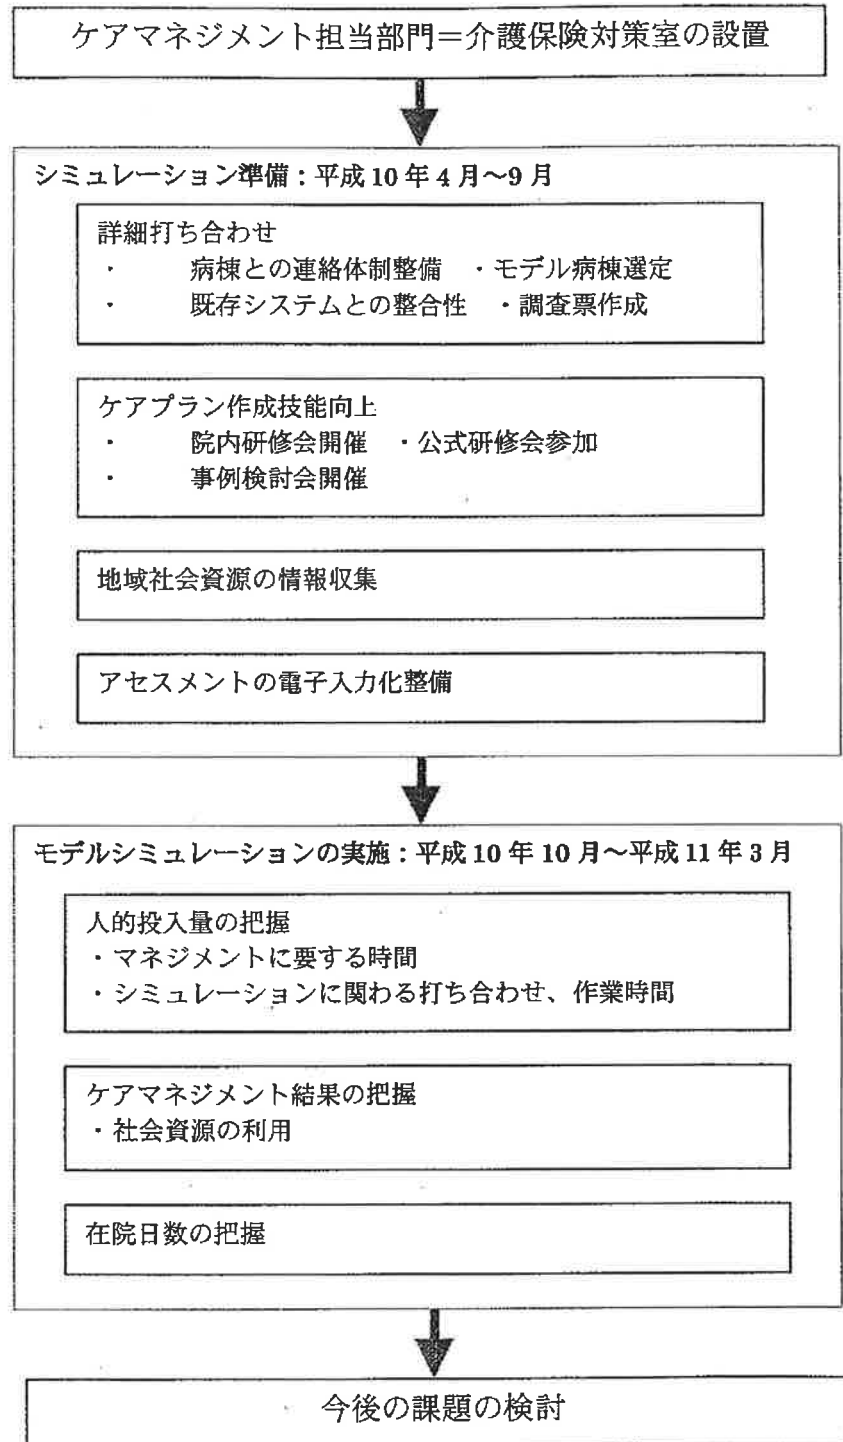 ケアマネジメント担当部門=介護保険対策室の設置
シミュレーション準備:平成10年4月~9月
詳細打ち合わせ
・ 病棟との連絡体制整備 ・モデル病棟選定
・ 既存システムとの整合性 ・調査票作成
ケアプラン作成技能向上
・ 院内研修会開催 ・公式研修会参加
・ 事例検討会開催
地域社会資源の情報収集
アセスメントの電子入力化整備
モデルシミュレーションの実施:平成10年10月~平成11年3月
人的投入量の把握
・マネジメントに要する時間
・シミュレーションに関わる打ち合わせ、作業時間
ケアマネジメント結果の把握
・社会資源の利用
在院日数の把握
今後の課題の検討